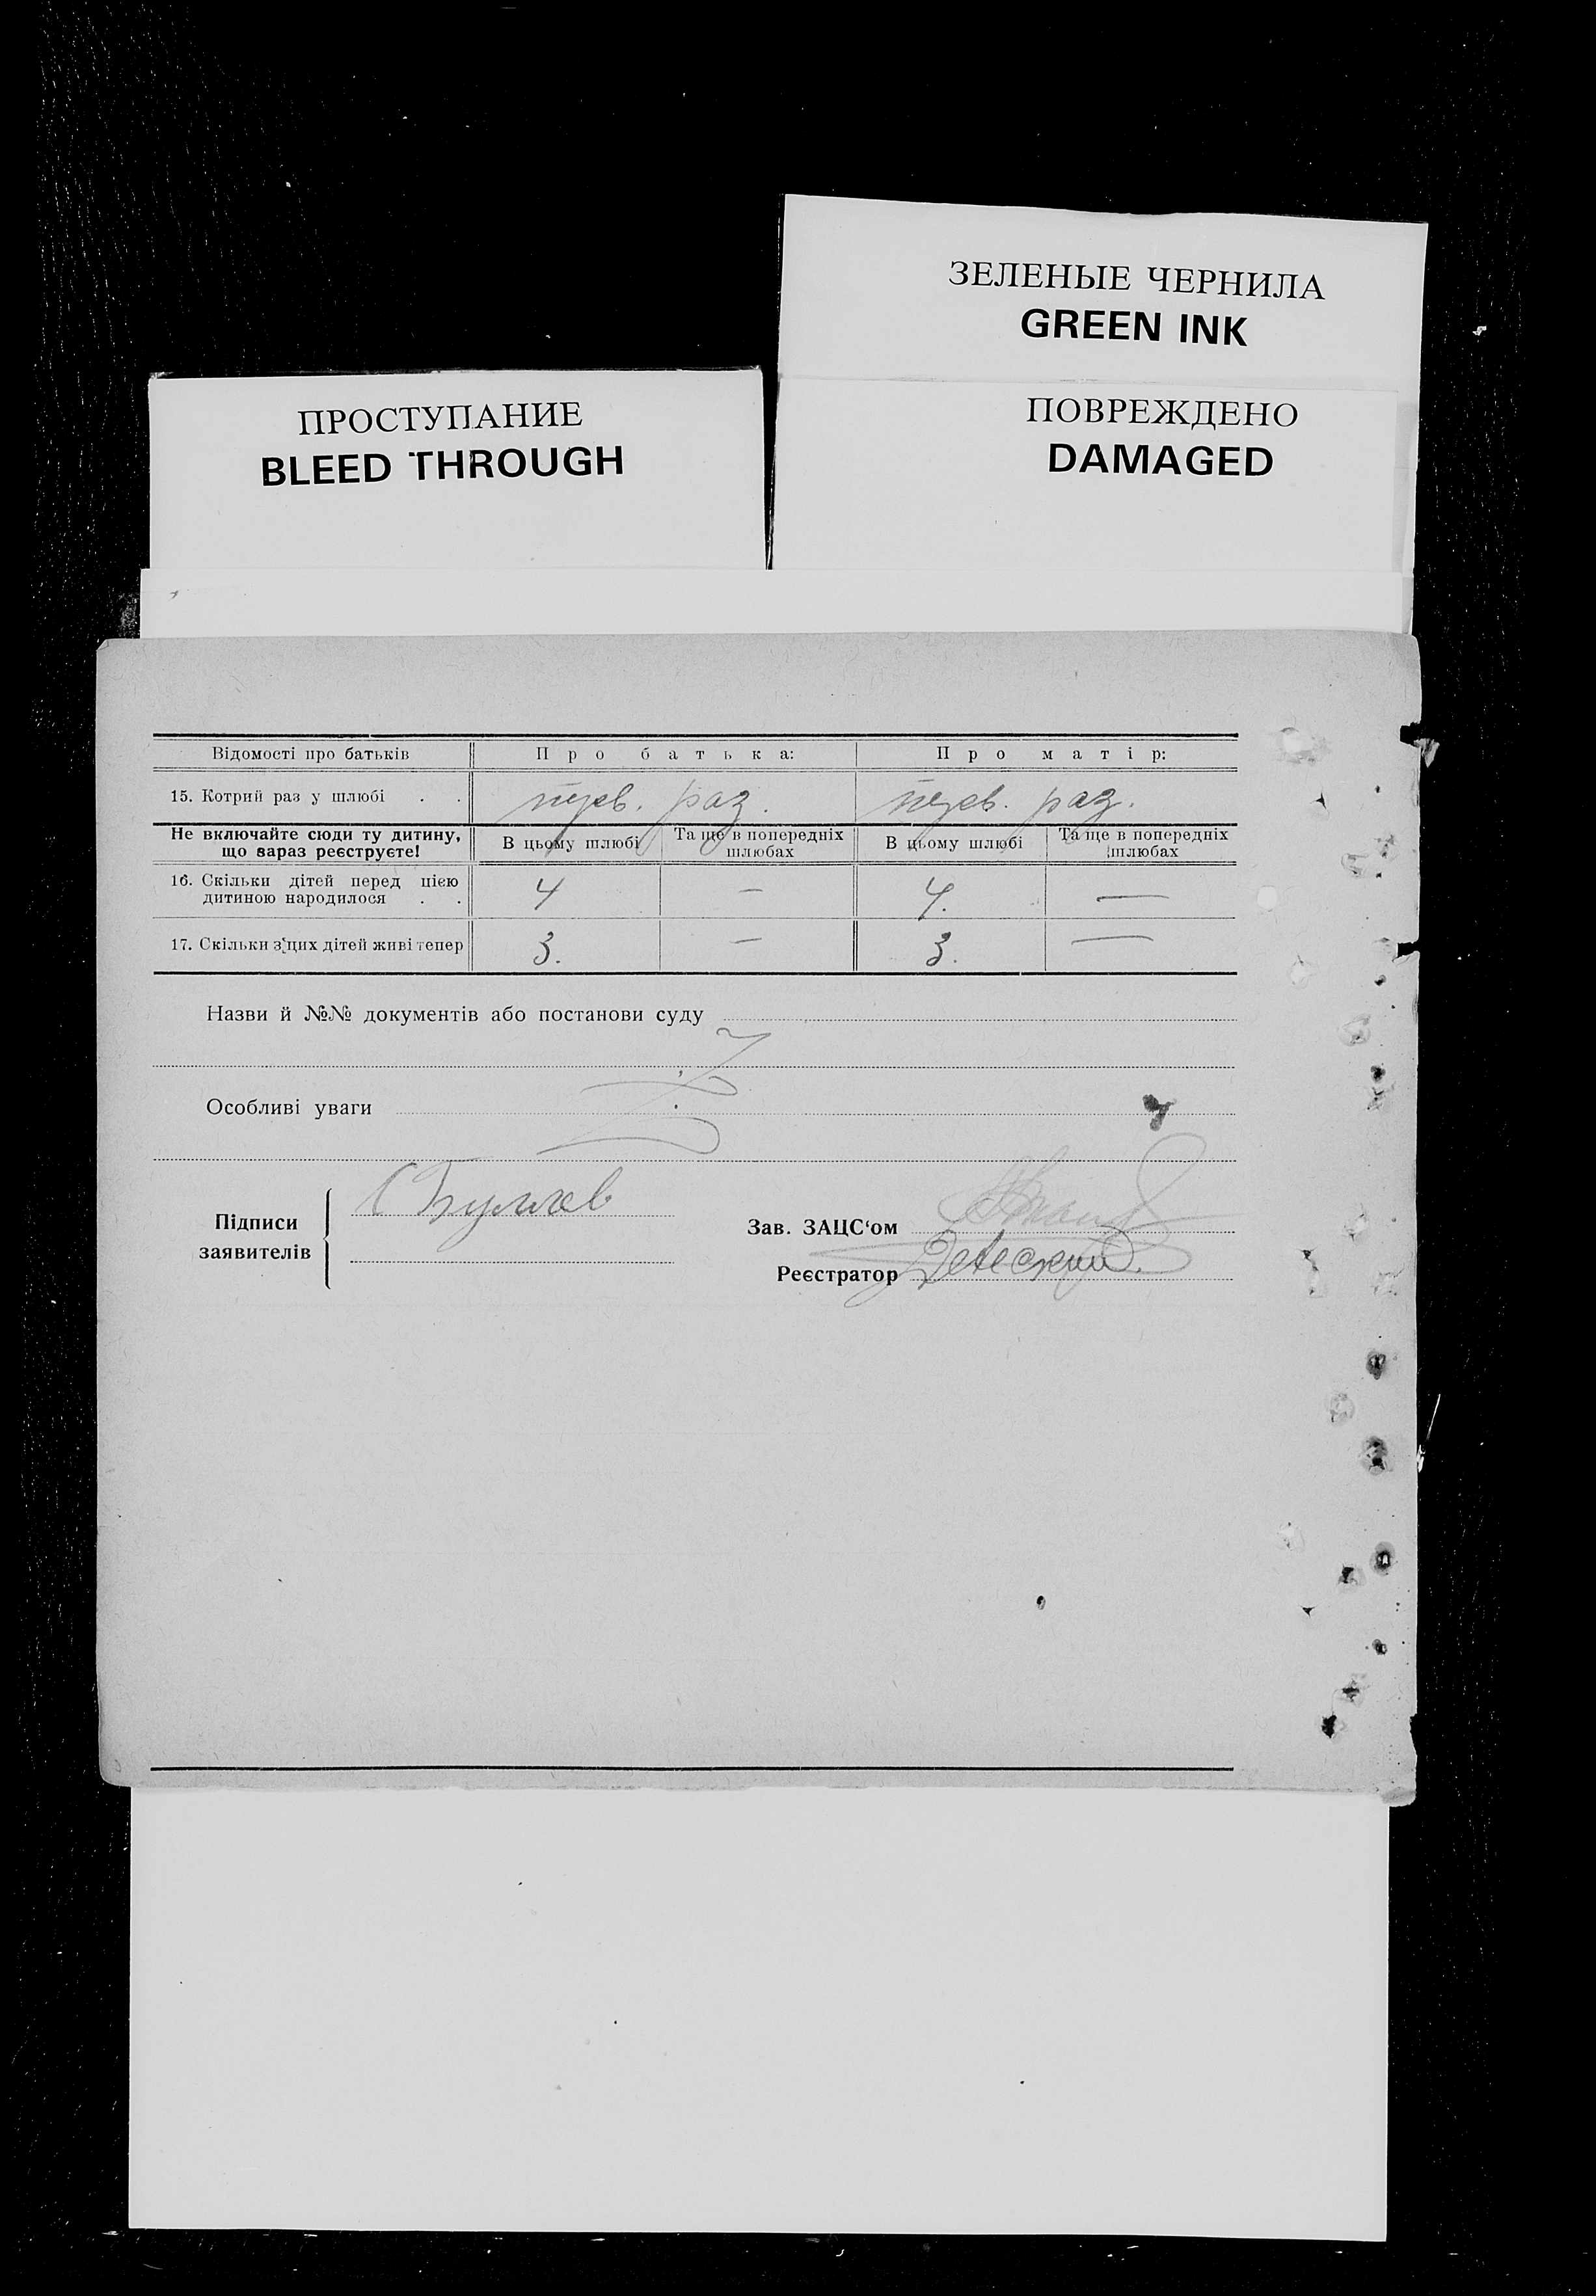 ЗЕЛЕНЫЕ ЧЕРНИЛА
GREEN INK
ПРОСТУПАНИЕ
BLEED THROUGH
ПОВРЕЖДЕНО
DAMAGED
Відомості про батьків Про батька: Про матір:
15. Котрий раз у шлюбі . . перв. раз. перв. раз.
Не включайте сюди ту дитину, що вараз реєструєте! В цьому шлюбі Та ще в попередніх шлюбах В цьому шлюбі Та ще в попередніх шлюбах
16. Скільки дітей перед цією
дитиною народилося . . 4 — 4. —
17. Скільки з цих дітей живі тепер 3. — 3. —
Назви й №№ документів або постанови суду
Особливі уваги
Підписи
заявителів
Зав. ЗАЦС‘ом
Реєстратор